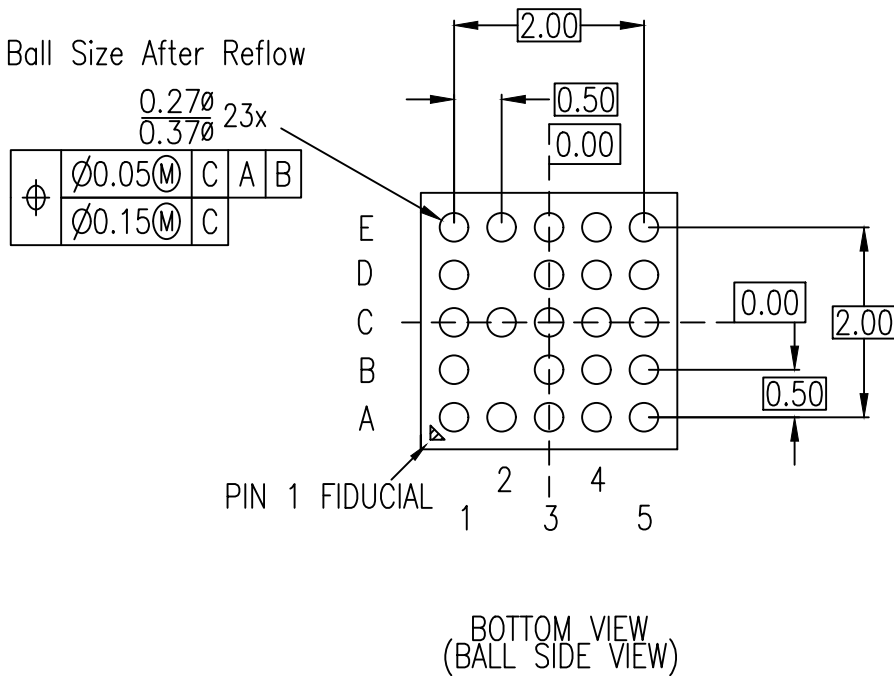 2.00
Ball Size After Reflow
0.27ø
0.37ø 23x
0.50
0.00
Ø0.05Ⓜ C A B
Ø0.15Ⓜ C
E
D
C
B
A
0.00
2.00
0.50
PIN 1 FIDUCIAL
2 4
1 3 5
BOTTOM VIEW
(BALL SIDE VIEW)